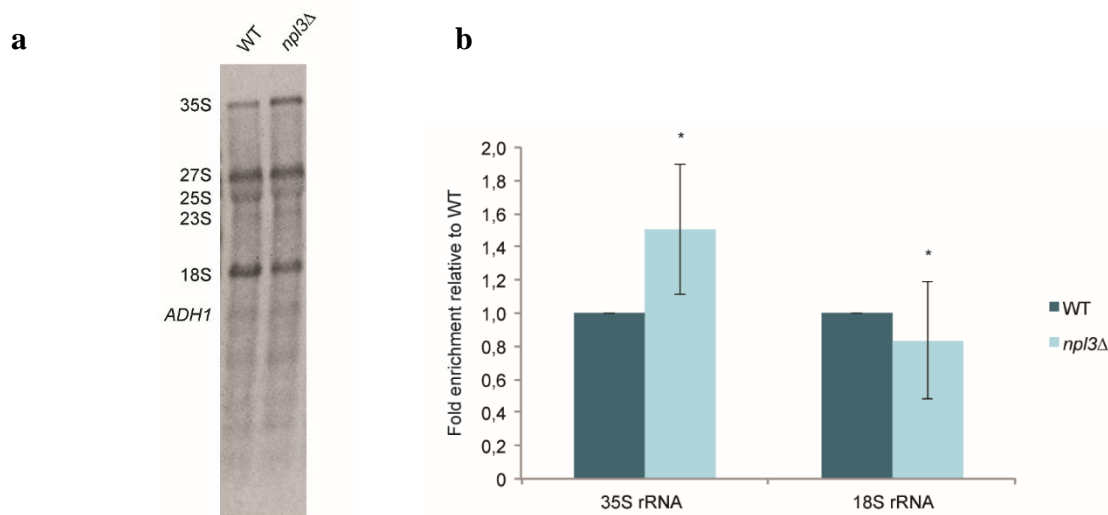 a
WT npl3Δ
35S
27S
25S
23S
18S
ADH1
b
Fold enrichment relative to WT
2,0
1,8
1,6
1,4
1,2
1,0
0,8
0,6
0,4
0,2
0
*
*
35S rRNA 18S rRNA
WT
npl3Δ